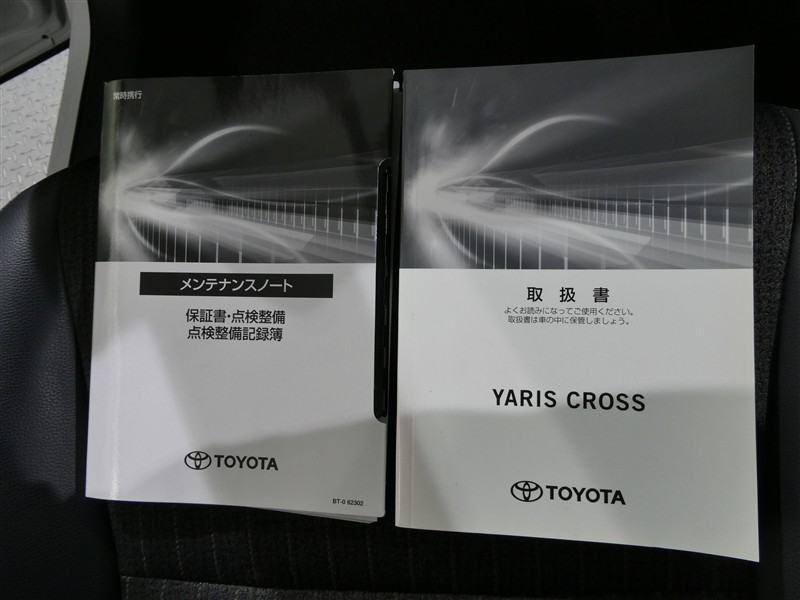 常時携行
メンテナンスノート
保証書・点検整備
点検整備記録簿
TOYOTA
BT-0 62302
取扱書
よくお読みになってご使用ください。
取扱書は車の中に保管しましょう。
YARIS CROSS
TOYOTA